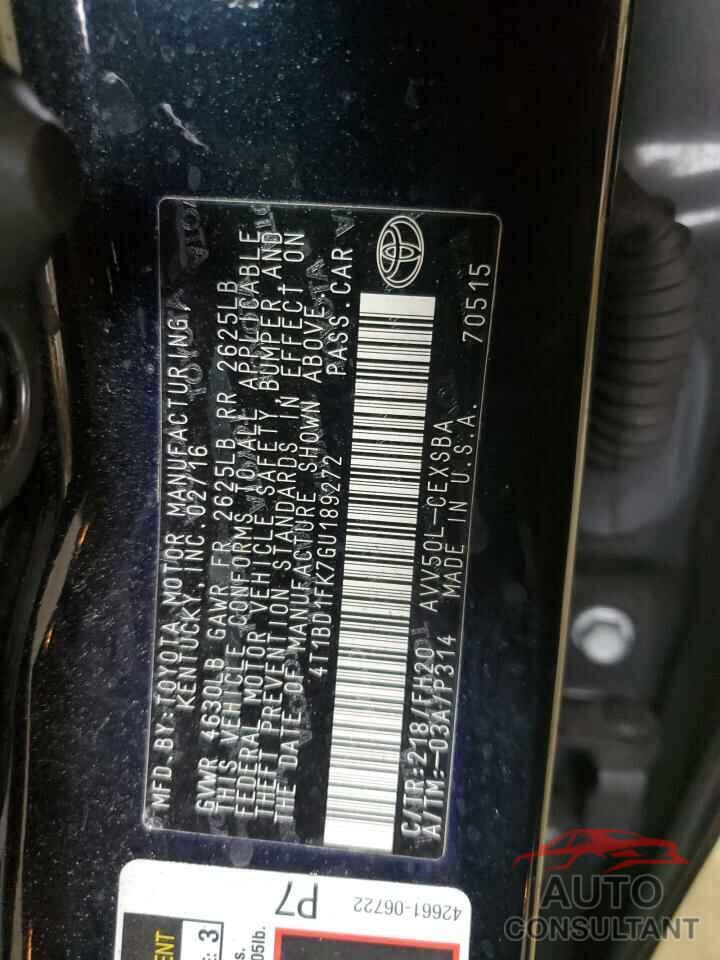 MFD.BY:TOYOTA MOTOR MANUFACTURING,
KENTUCKY, INC. 02/16
GVWR 4630LB GAWR FR 2625LB RR 2625LB
THIS VEHICLE CONFORMS TO ALL APPLICABLE
FEDERAL MOTOR VEHICLE SAFETY, BUMPER, AND
THEFT PREVENTION STANDARDS IN EFFECT ON
THE DATE OF MANUFACTURE SHOWN ABOVE.
4T1BD1FK7GU189272 PASS.CAR
C/TR:218/FH20 AVV50L-CEXSBA
A/TM:-03A/P314 MADE IN U.S.A. 70515
42661-06722
P7
3
AUTO
CONSULTANT